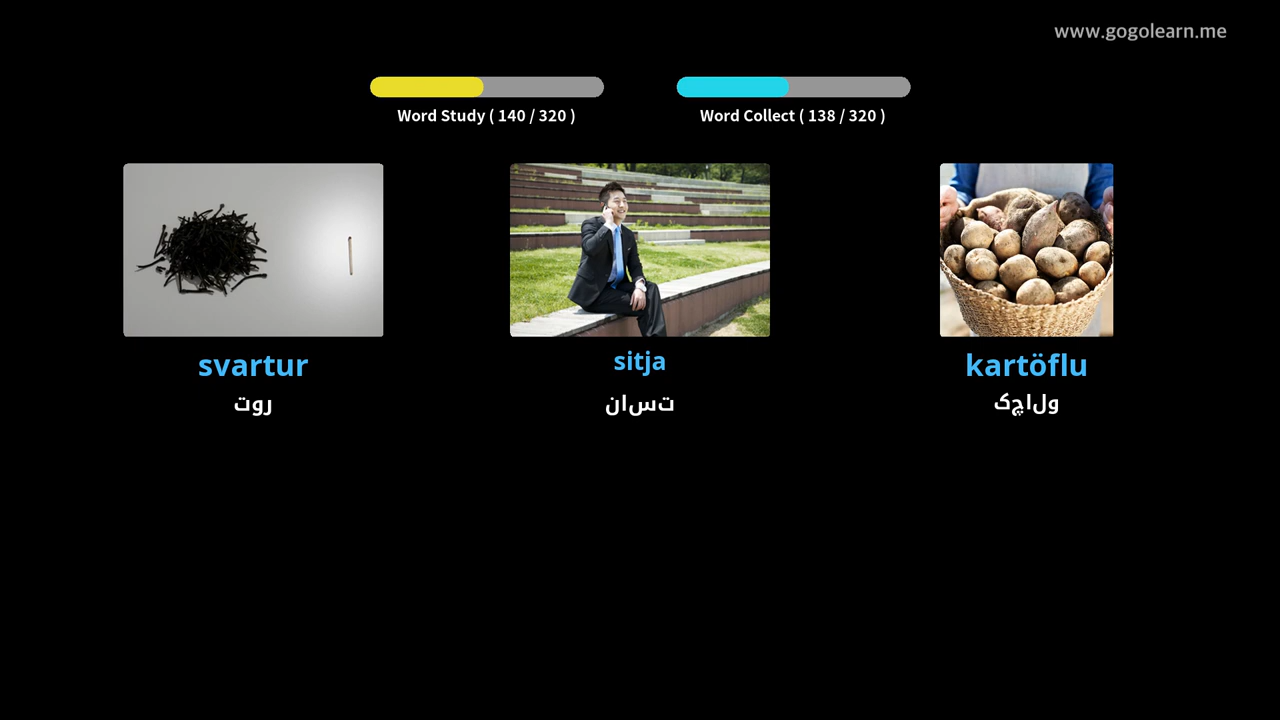 www.gogolearn.me
Word Study ( 140 / 320 )
Word Collect ( 138 / 320 )
svartur
روت
sitja
تسان
kartöflu
ولاچک